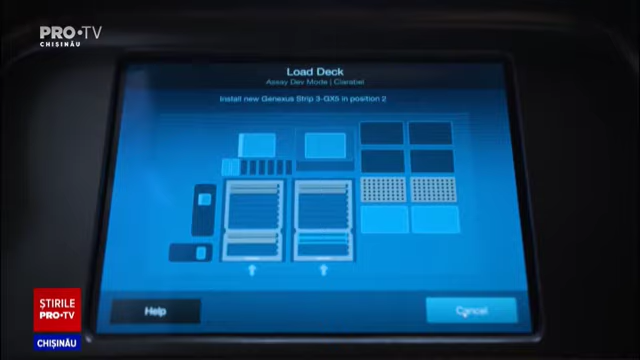 PRO•TV
CHIȘINĂU
Load Deck
Assay Dev Mode | Clarabel
Install new Genexus Strip 3-GX5 in position 2
Help
Cancel
ȘTIRILE
PRO•TV
CHIȘINĂU